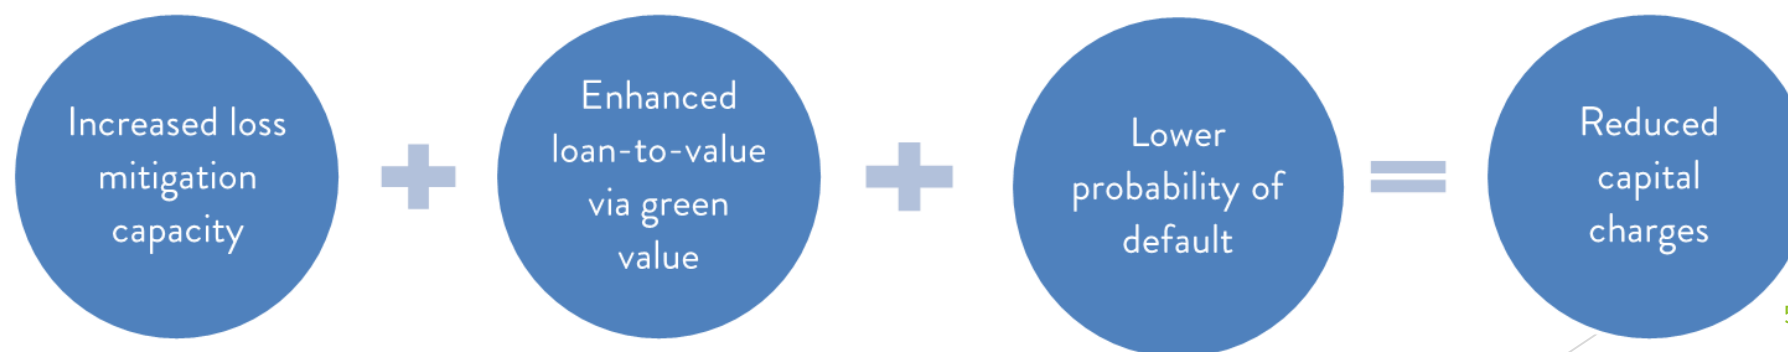 Increased loss
mitigation
capacity
Enhanced
loan-to-value
via green
value
Lower
probability of
default
Reduced
capital
charges